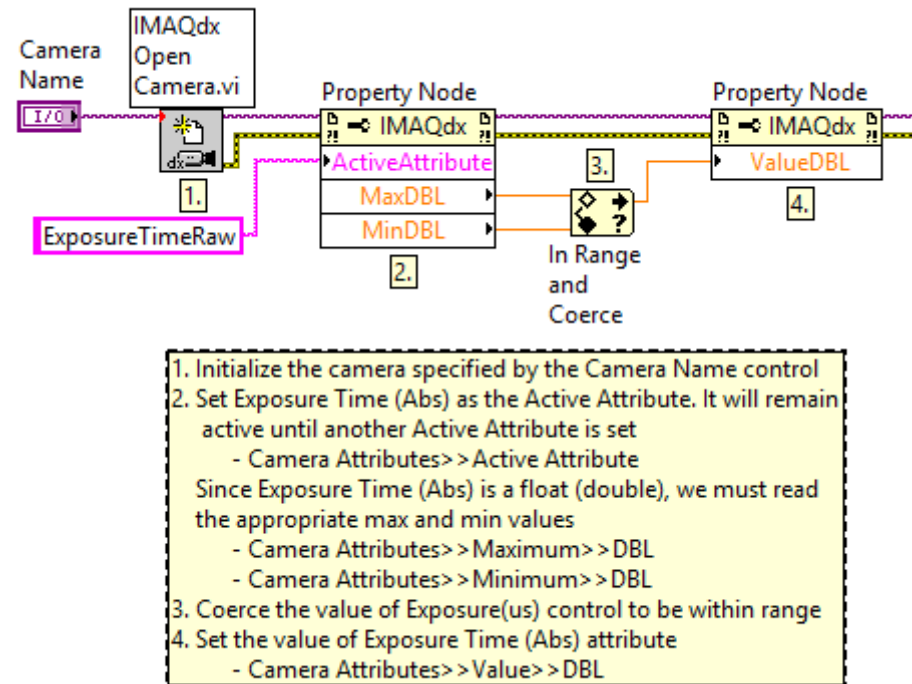 IMAQdx
Open
Camera.vi
Camera
Name
I/O
dx
1.
ExposureTimeRaw
Property Node
IMAQdx
ActiveAttribute
MaxDBL
MinDBL
2.
3.
?
In Range
and
Coerce
Property Node
IMAQdx
ValueDBL
4.
1. Initialize the camera specified by the Camera Name control
2. Set Exposure Time (Abs) as the Active Attribute. It will remain
active until another Active Attribute is set
- Camera Attributes>>Active Attribute
Since Exposure Time (Abs) is a float (double), we must read
the appropriate max and min values
- Camera Attributes>>Maximum>>DBL
- Camera Attributes>>Minimum>>DBL
3. Coerce the value of Exposure(us) control to be within range
4. Set the value of Exposure Time (Abs) attribute
- Camera Attributes>>Value>>DBL